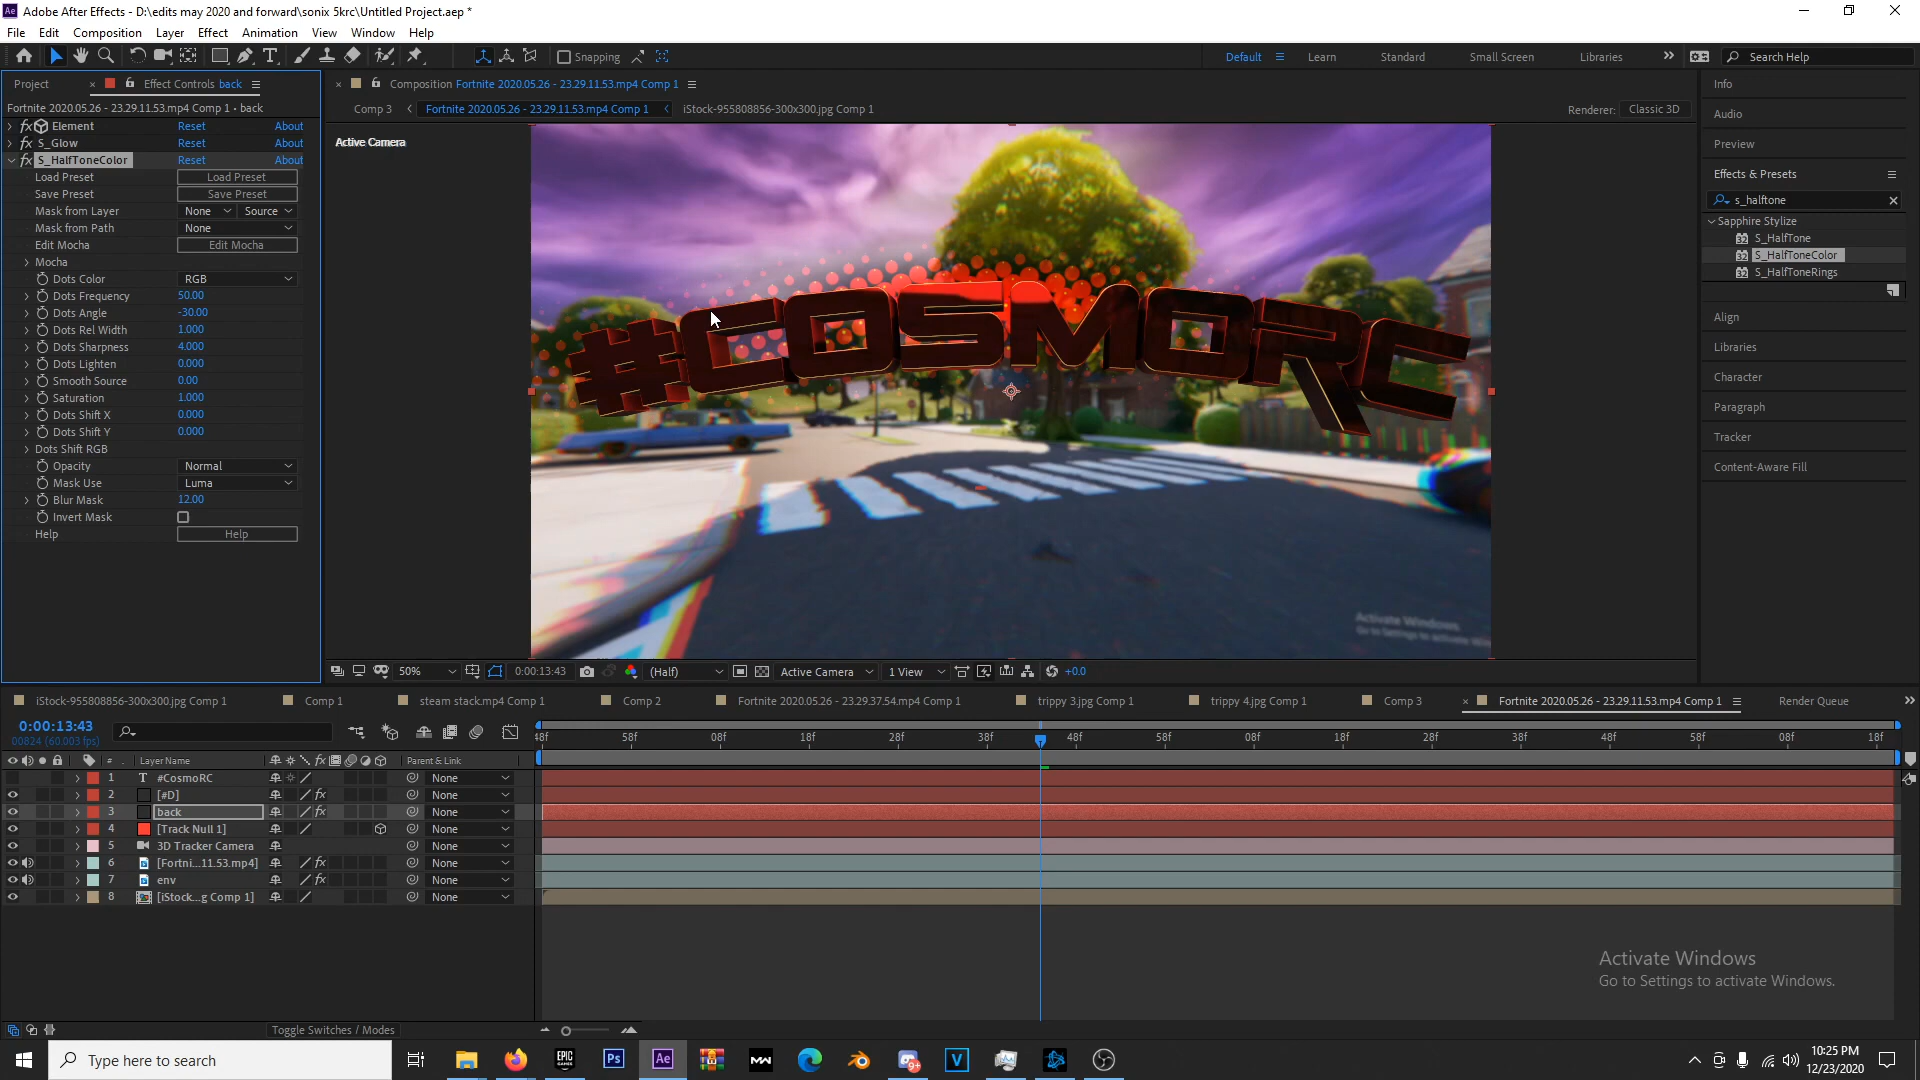 Adobe After Effects - D:\edits may 2020 and forward\sonix 5krc\Untitled Project.aep *
File Edit Composition Layer Effect Animation View Window Help
Snapping Default Learn Standard Small Screen Libraries Search Help
Project Effect Controls back
Composition Fortnite 2020.05.26 - 23.29.11.53.mp4 Comp 1
Info
Fortnite 2020.05.26 - 23.29.11.53.mp4 Comp 1 • back
Comp 3 Fortnite 2020.05.26 - 23.29.11.53.mp4 Comp 1 iStock-955808856-300x300.jpg Comp 1
Renderer: Classic 3D
Audio
Element Reset About
S_Glow Reset About
S_HalfToneColor Reset About
Load Preset Load Preset
Save Preset Save Preset
Mask from Layer None Source
Mask from Path None
Edit Mocha Edit Mocha
Mocha
Dots Color RGB
Dots Frequency 50.00
Dots Angle -30.00
Dots Rel Width 1.000
Dots Sharpness 4.000
Dots Lighten 0.000
Smooth Source 0.00
Saturation 1.000
Dots Shift X 0.000
Dots Shift Y 0.000
Dots Shift RGB
Opacity Normal
Mask Use Luma
Blur Mask 12.00
Invert Mask
Help Help
Active Camera
#COSMORC
Activate Windows
Go to Settings to activate Win
Preview
Effects & Presets
s_halftone
Sapphire Stylize
S_HalfTone
S_HalfToneColor
S_HalfToneRings
Align
Libraries
Character
Paragraph
Tracker
Content-Aware Fill
50% 0:00:13:43 (Half) Active Camera 1 View +0.0
iStock-955808856-300x300.jpg Comp 1 Comp 1 steam stack.mp4 Comp 1 Comp 2 Fortnite 2020.05.26 - 23.29.37.54.mp4 Comp 1 trippy 3.jpg Comp 1 trippy 4.jpg Comp 1 Comp 3 Fortnite 2020.05.26 - 23.29.11.53.mp4 Comp 1 Render Queue
0:00:13:43
00824 (60.003 fps)
48f 58f 08f 18f 28f 38f 48f 58f 08f 18f 28f 38f 48f 58f 08f 18f
# Layer Name Parent & Link
1 T #CosmoRC None
2 [#D] None
3 back None
4 [Track Null 1] None
5 3D Tracker Camera None
6 [Fortni...11.53.mp4] None
7 env None
8 [iStock...g Comp 1] None
Activate Windows
Go to Settings to activate Windows.
Toggle Switches / Modes
Type here to search
EPIC GAMES Ps Ae MW 9+ V
10:25 PM
12/23/2020